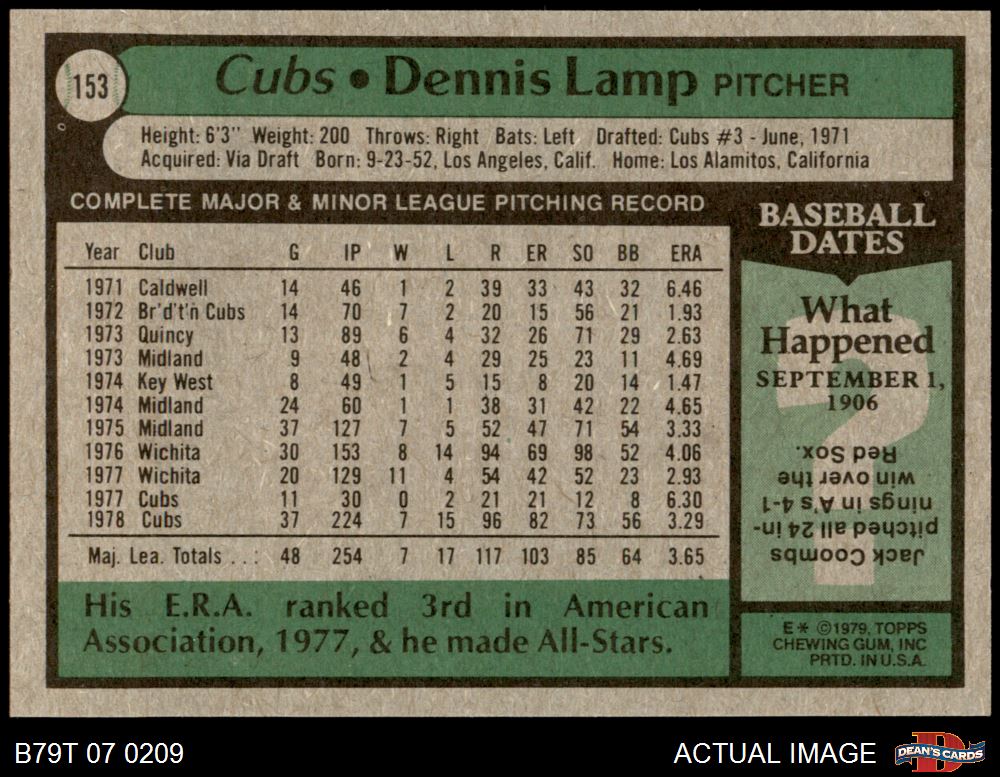 153
Cubs • Dennis Lamp PITCHER
Height: 6'3" Weight: 200 Throws: Right Bats: Left Drafted: Cubs #3 - June, 1971
Acquired: Via Draft Born: 9-23-52, Los Angeles, Calif. Home: Los Alamitos, California
COMPLETE MAJOR & MINOR LEAGUE PITCHING RECORD
Year Club G IP W L R ER SO BB ERA
1971 Caldwell 14 46 1 2 39 33 43 32 6.46
1972 Br'd't'n Cubs 14 70 7 2 20 15 56 21 1.93
1973 Quincy 13 89 6 4 32 26 71 29 2.63
1973 Midland 9 48 2 4 29 25 23 11 4.69
1974 Key West 8 49 1 5 15 8 20 14 1.47
1974 Midland 24 60 1 1 38 31 42 22 4.65
1975 Midland 37 127 7 5 52 47 71 54 3.33
1976 Wichita 30 153 8 14 94 69 98 52 4.06
1977 Wichita 20 129 11 4 54 42 52 23 2.93
1977 Cubs 11 30 0 2 21 21 12 8 6.30
1978 Cubs 37 224 7 15 96 82 73 56 3.29
Maj. Lea. Totals . . : 48 254 7 17 117 103 85 64 3.65
His E.R.A. ranked 3rd in American
Association, 1977, & he made All-Stars.
BASEBALL
DATES
What
Happened
SEPTEMBER 1,
1906
Jack Coombs
pitched all 24 in-
nings in A's 4-1
win over the
Red Sox.
E* ©1979, TOPPS
CHEWING GUM, INC
PRTD. IN U.S.A.
B79T 07 0209
ACTUAL IMAGE
D
DEAN'S CARDS